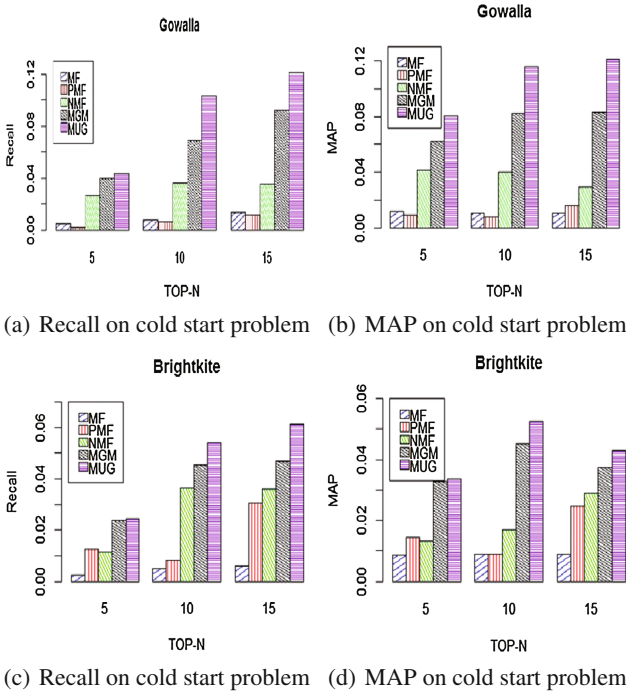 Gowalla
Recall
0.00 0.04 0.08 0.12
MF
PMF
NMF
MGM
MUG
5 10 15
TOP-N
(a) Recall on cold start problem
Gowalla
MAP
0.00 0.04 0.08 0.12
MF
PMF
NMF
MGM
MUG
5 10 15
TOP-N
(b) MAP on cold start problem
Brightkite
Recall
0.00 0.02 0.04 0.06
MF
PMF
NMF
MGM
MUG
5 10 15
TOP-N
(c) Recall on cold start problem
Brightkite
MAP
0.00 0.02 0.04 0.06
MF
PMF
NMF
MGM
MUG
5 10 15
TOP-N
(d) MAP on cold start problem